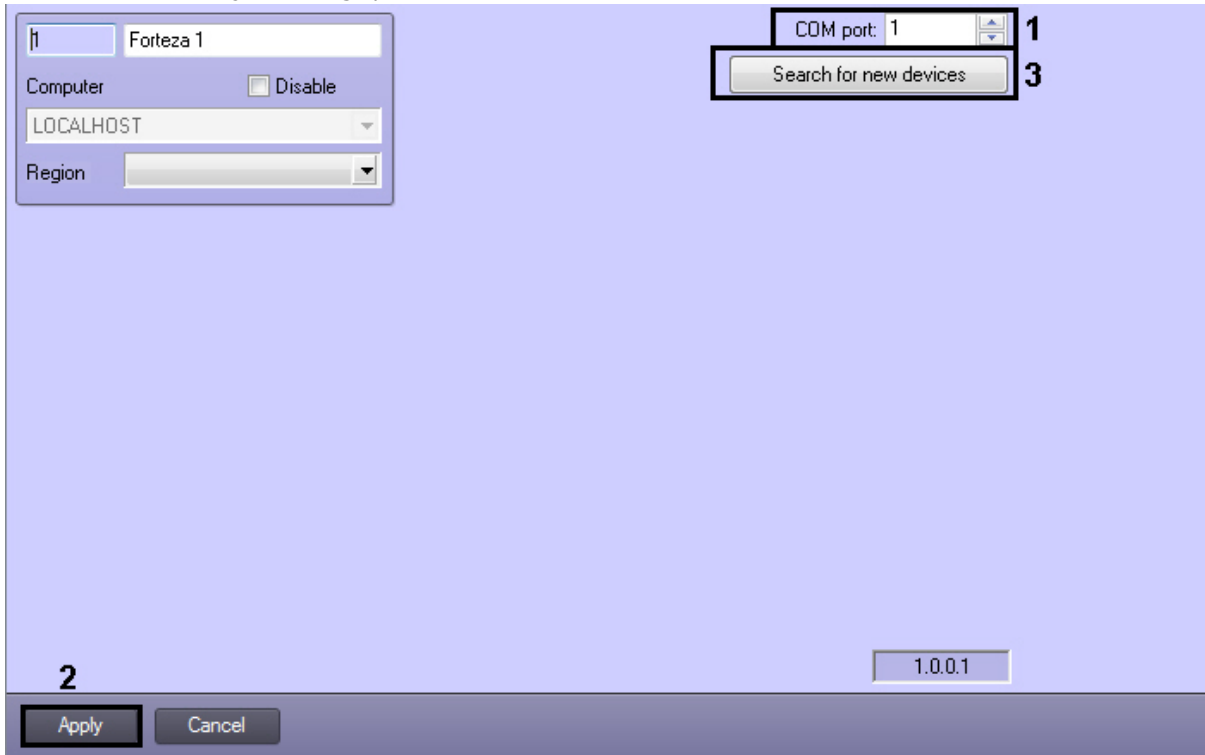 1 Forteza 1
Computer Disable
LOCALHOST
Region
COM port: 1 1
Search for new devices 3
1.0.0.1
2
Apply Cancel